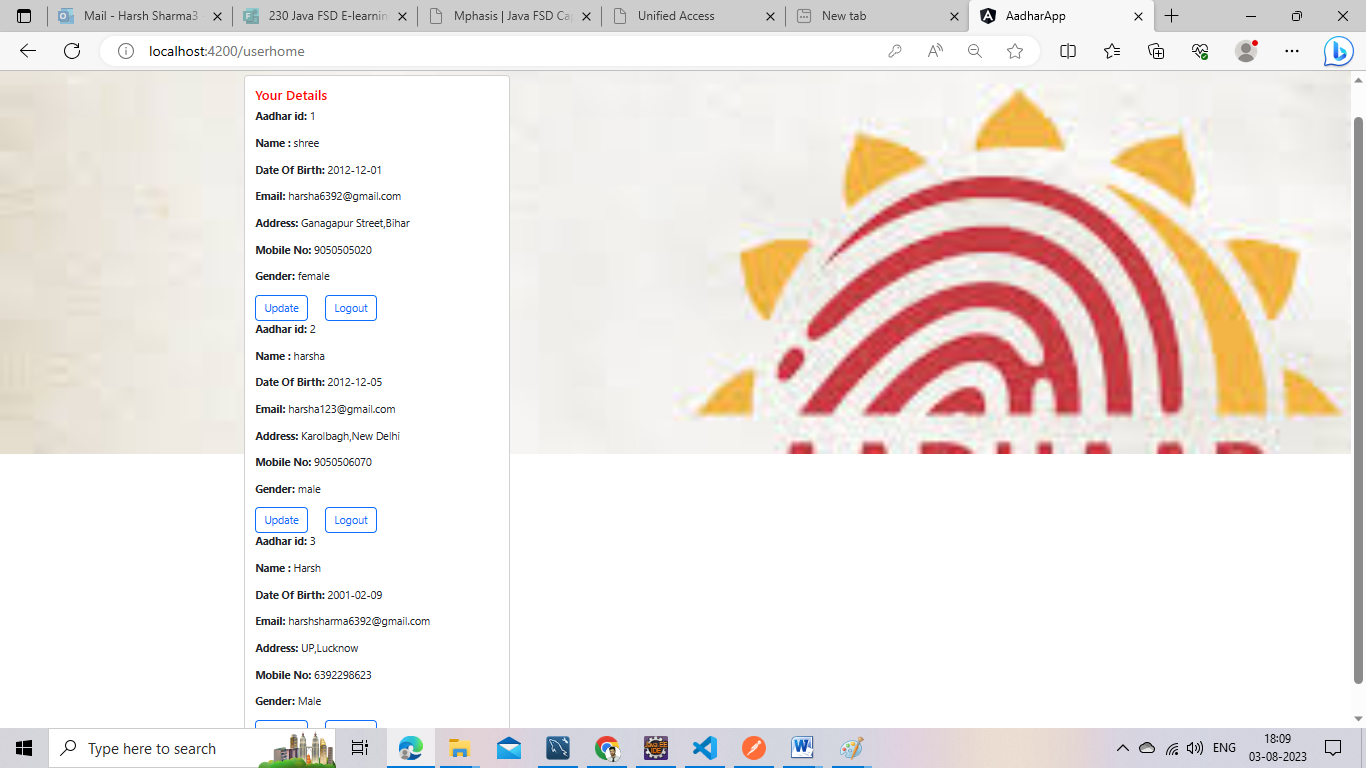 Mail - Harsh Sharma3
230 Java FSD E-learnin
Mphasis | Java FSD Ca
Unified Access
New tab
AadharApp
localhost:4200/userhome
Your Details
Aadhar id: 1
Name : shree
Date Of Birth: 2012-12-01
Email: harsha6392@gmail.com
Address: Ganagapur Street,Bihar
Mobile No: 9050505020
Gender: female
Update Logout
Aadhar id: 2
Name : harsha
Date Of Birth: 2012-12-05
Email: harsha123@gmail.com
Address: Karolbagh,New Delhi
Mobile No: 9050506070
Gender: male
Update Logout
Aadhar id: 3
Name : Harsh
Date Of Birth: 2001-02-09
Email: harshsharma6392@gmail.com
Address: UP,Lucknow
Mobile No: 6392298623
Gender: Male
AADHAAR
Type here to search
ENG
18:09
03-08-2023